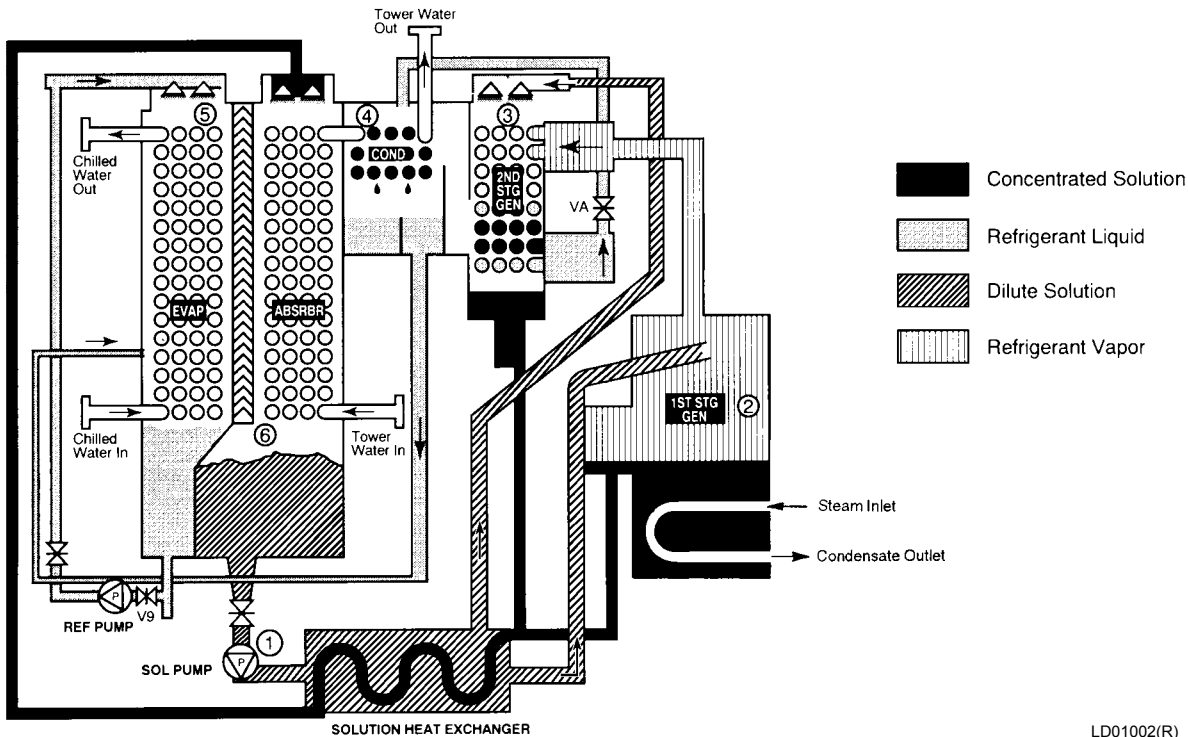 Tower Water
Out
5
4
3
Chilled
Water
Out
COND
2ND
STG
GEN
VA
Concentrated Solution
Refrigerant Liquid
Dilute Solution
Refrigerant Vapor
EVAP
ABSRBR
1ST STG
GEN
2
Chilled
Water In
6
Tower
Water In
Steam Inlet
Condensate Outlet
P
V9
REF PUMP
1
SOL PUMP
P
SOLUTION HEAT EXCHANGER
LD01002(R)